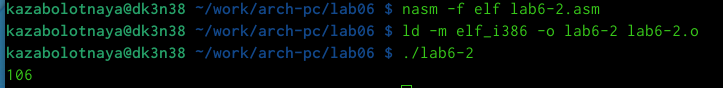 kazabolotnaya@dk3n38 ~/work/arch-pc/lab06 $ nasm -f elf lab6-2.asm
kazabolotnaya@dk3n38 ~/work/arch-pc/lab06 $ ld -m elf_i386 -o lab6-2 lab6-2.o
kazabolotnaya@dk3n38 ~/work/arch-pc/lab06 $ ./lab6-2
106